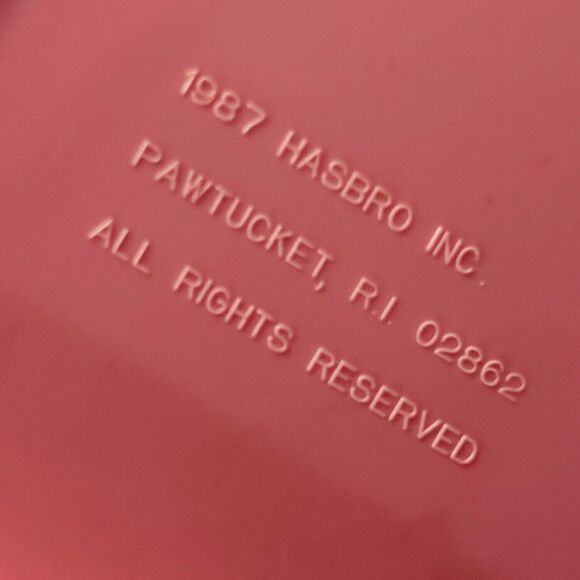 1987 HASBRO INC.
PAWTUCKET, R.I. 02862
ALL RIGHTS RESERVED